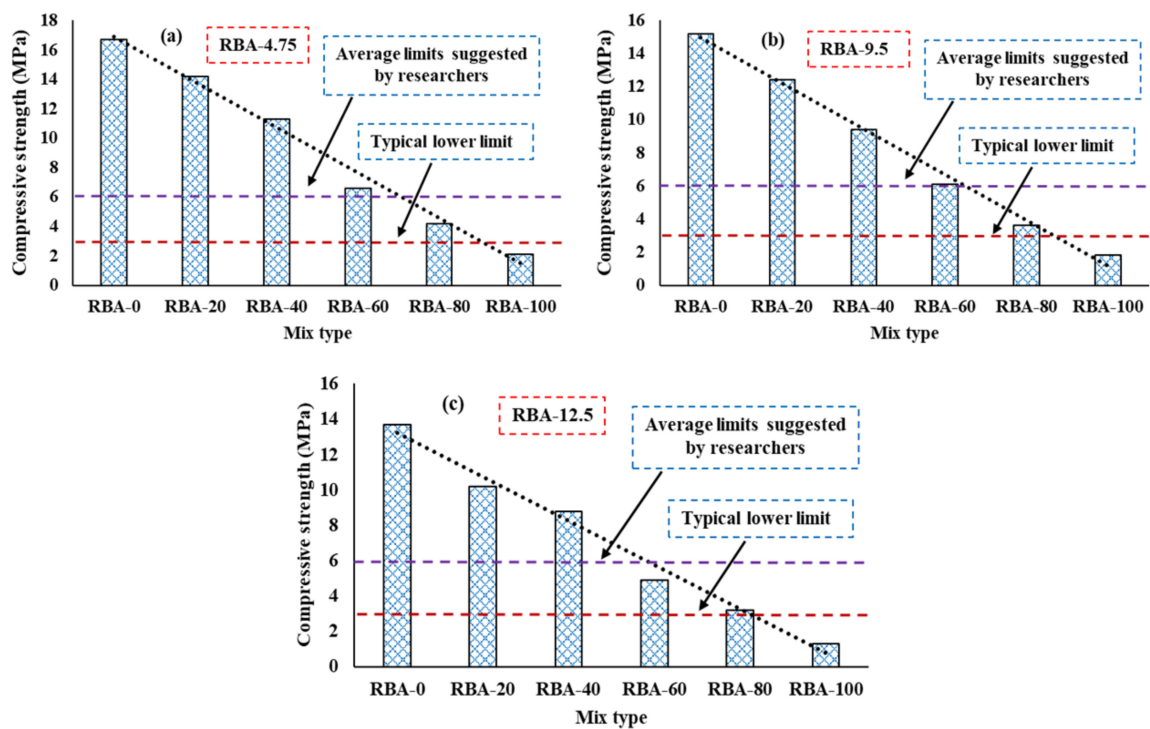 (a)
RBA-4.75
Average limits suggested
by researchers
Typical lower limit
Compressive strength (MPa)
18
16
14
12
10
8
6
4
2
0
RBA-0 RBA-20 RBA-40 RBA-60 RBA-80 RBA-100
Mix type
(b)
RBA-9.5
Average limits suggested
by researchers
Typical lower limit
Compressive strength (MPa)
16
14
12
10
8
6
4
2
0
RBA-0 RBA-20 RBA-40 RBA-60 RBA-80 RBA-100
Mix type
(c)
RBA-12.5
Average limits suggested
by researchers
Typical lower limit
Compressive strength (MPa)
16
14
12
10
8
6
4
2
0
RBA-0 RBA-20 RBA-40 RBA-60 RBA-80 RBA-100
Mix type